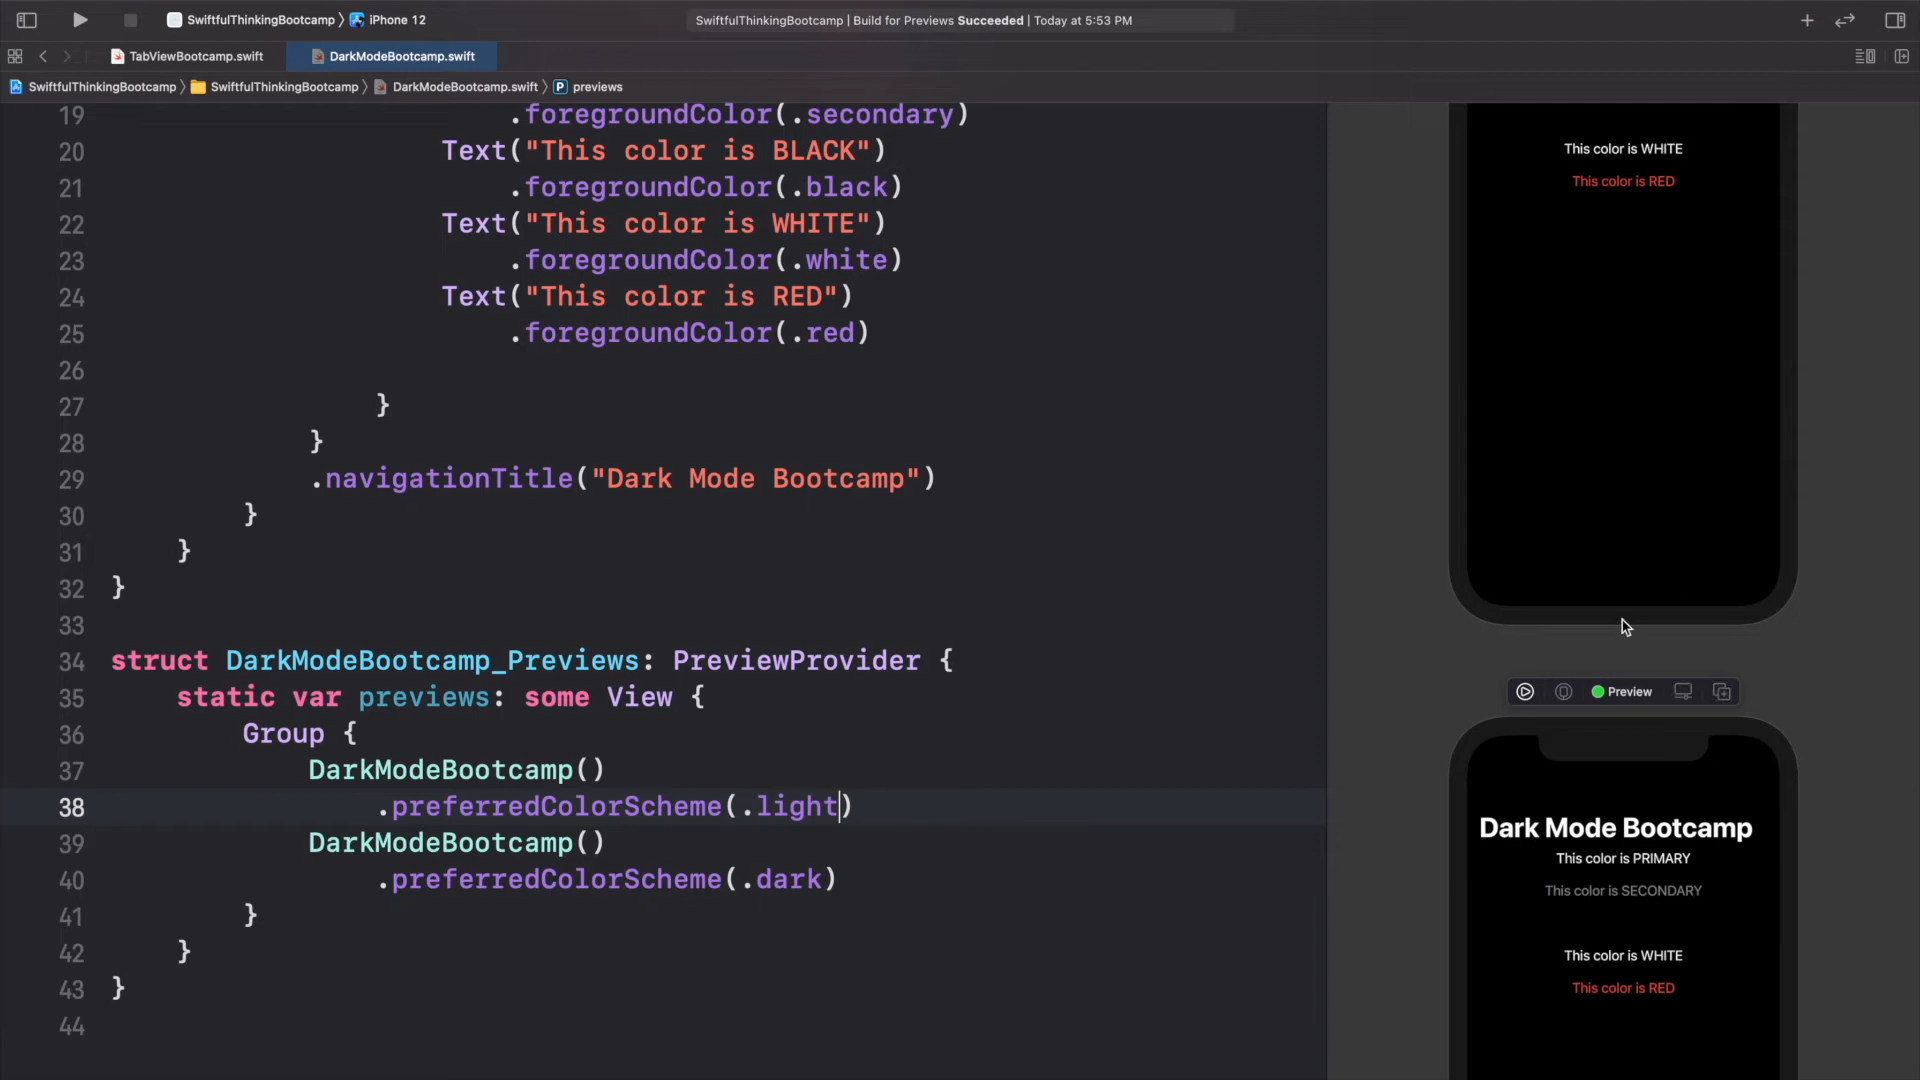 SwiftfulThinkingBootcamp 〉 iPhone 12
SwiftfulThinkingBootcamp | Build for Previews Succeeded | Today at 5:53 PM
TabViewBootcamp.swift
DarkModeBootcamp.swift
SwiftfulThinkingBootcamp 〉 SwiftfulThinkingBootcamp 〉 DarkModeBootcamp.swift 〉 P previews
19 .foregroundColor(.secondary)
20 Text("This color is BLACK")
21 .foregroundColor(.black)
22 Text("This color is WHITE")
23 .foregroundColor(.white)
24 Text("This color is RED")
25 .foregroundColor(.red)
26
27 }
28 }
29 .navigationTitle("Dark Mode Bootcamp")
30 }
31 }
32 }
33
34 struct DarkModeBootcamp_Previews: PreviewProvider {
35 static var previews: some View {
36 Group {
37 DarkModeBootcamp()
38 .preferredColorScheme(.light)
39 DarkModeBootcamp()
40 .preferredColorScheme(.dark)
41 }
42 }
43 }
44
This color is WHITE
This color is RED
Preview
Dark Mode Bootcamp
This color is PRIMARY
This color is SECONDARY
This color is WHITE
This color is RED